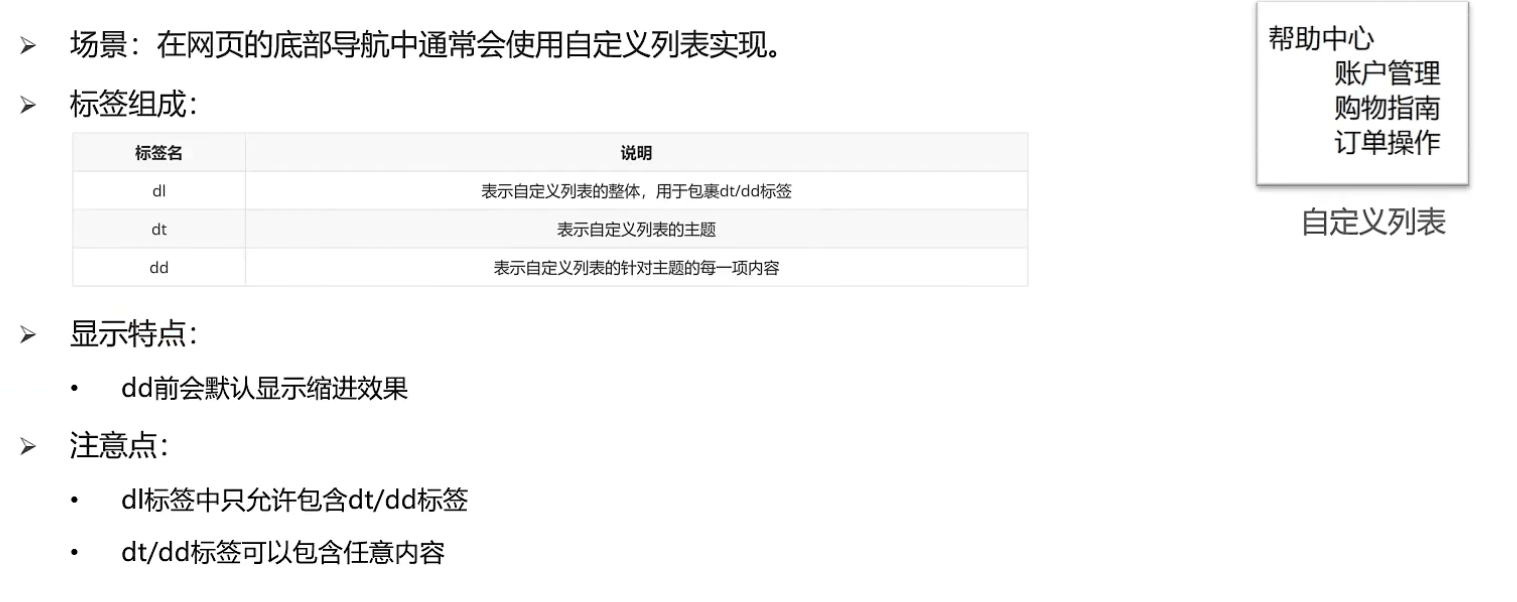 场景：在网页的底部导航中通常会使用自定义列表实现。
标签组成：
标签名 说明
dl 表示自定义列表的整体，用于包裹dt/dd标签
dt 表示自定义列表的主题
dd 表示自定义列表的针对主题的每一项内容
显示特点：
dd前会默认显示缩进效果
注意点：
dl标签中只允许包含dt/dd标签
dt/dd标签可以包含任意内容
帮助中心
账户管理
购物指南
订单操作
自定义列表